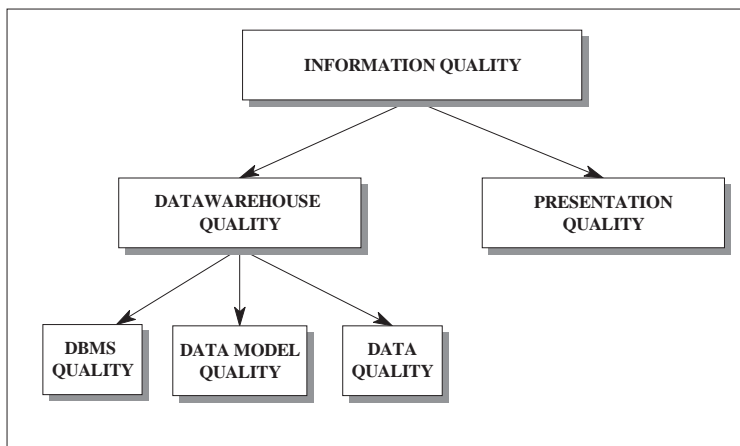 INFORMATION QUALITY
DATAWAREHOUSE
QUALITY
PRESENTATION
QUALITY
DBMS
QUALITY
DATA MODEL
QUALITY
DATA
QUALITY